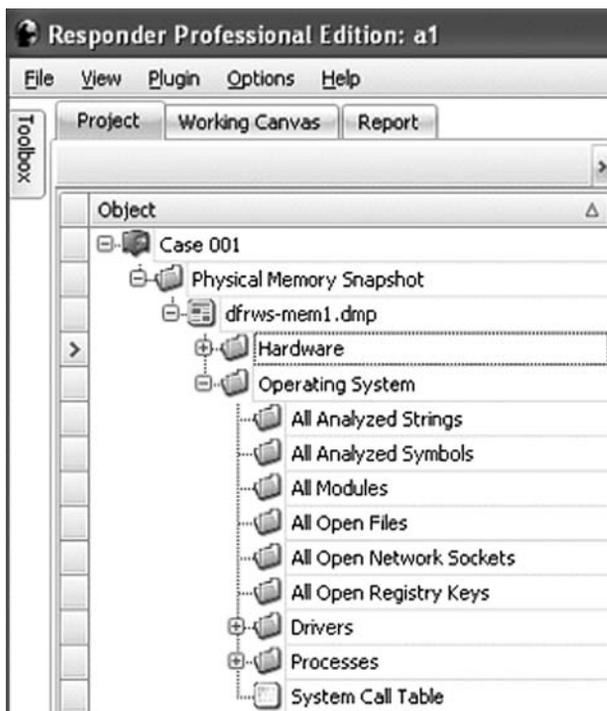 Responder Professional Edition: a1
File View Plugin Options Help
Toolbox
Project Working Canvas Report
Object
Case 001
Physical Memory Snapshot
dfrws-mem1.dmp
Hardware
Operating System
All Analyzed Strings
All Analyzed Symbols
All Modules
All Open Files
All Open Network Sockets
All Open Registry Keys
Drivers
Processes
System Call Table